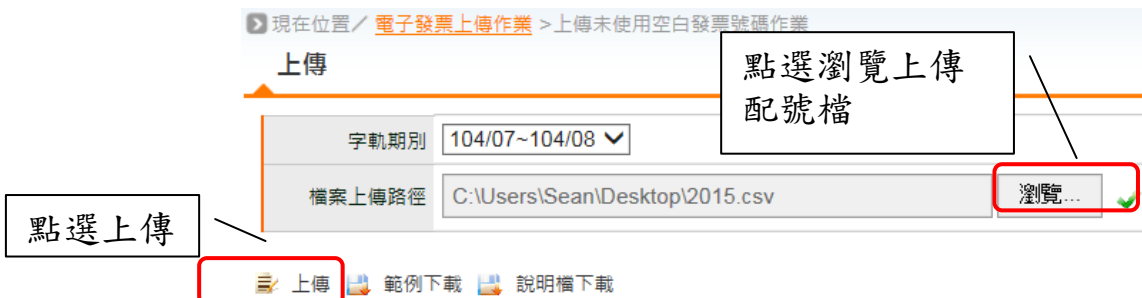 現在位置／ 電子發票上傳作業 >上傳未使用空白發票號碼作業
上傳
點選瀏覽上傳
配號檔
字軌期別 104/07~104/08
檔案上傳路徑 C:\Users\Sean\Desktop\2015.csv 瀏覽...
點選上傳
上傳 範例下載 說明檔下載